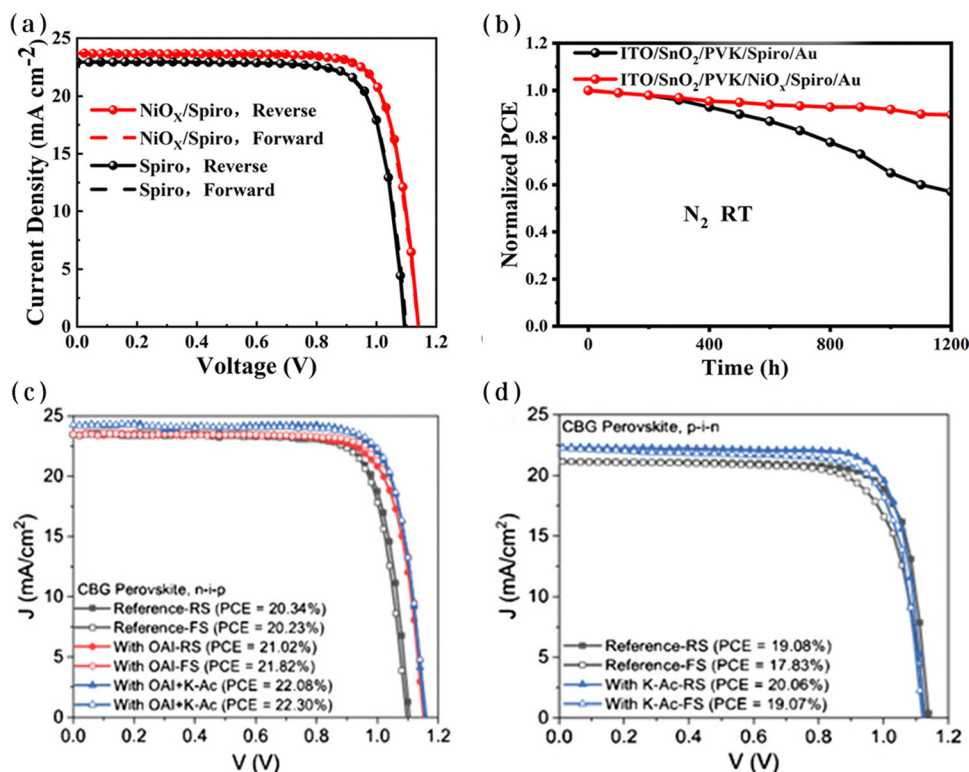 (a)
Current Density (mA cm-2)
25
20
15
10
5
0
NiOX/Spiro, Reverse
NiOX/Spiro, Forward
Spiro, Reverse
Spiro, Forward
0.0 0.2 0.4 0.6 0.8 1.0 1.2
Voltage (V)
(b)
Normalized PCE
1.2
1.0
0.8
0.6
0.4
0.2
0.0
ITO/SnO2/PVK/Spiro/Au
ITO/SnO2/PVK/NiOx/Spiro/Au
N2 RT
0 400 800 1200
Time (h)
(c)
J (mA/cm2)
25
20
15
10
5
0
CBG Perovskite, n-i-p
Reference-RS (PCE = 20.34%)
Reference-FS (PCE = 20.23%)
With OAI-RS (PCE = 21.02%)
With OAI-FS (PCE = 21.82%)
With OAI+K-Ac (PCE = 22.08%)
With OAI+K-Ac (PCE = 22.30%)
0.0 0.2 0.4 0.6 0.8 1.0 1.2
V (V)
(d)
J (mA/cm2)
25
20
15
10
5
0
CBG Perovskite, p-i-n
Reference-RS (PCE = 19.08%)
Reference-FS (PCE = 17.83%)
With K-Ac-RS (PCE = 20.06%)
With K-Ac-FS (PCE = 19.07%)
0.0 0.2 0.4 0.6 0.8 1.0 1.2
V (V)